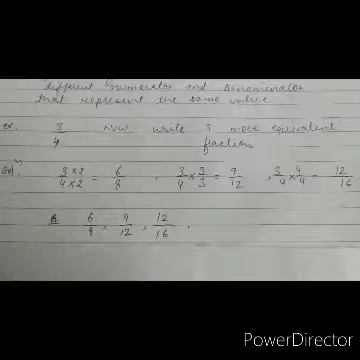 different Numerator and Denominator
that represent the same value.
ex. 3/4 now write 3 more equivalent
fraction
Solⁿ. 3×2/4×2 = 6/8 , 3/4 × 3/3 = 9/12 , 3/4 × 4/4 = 12/16
6/8 , 9/12 , 12/16 .
PowerDirector